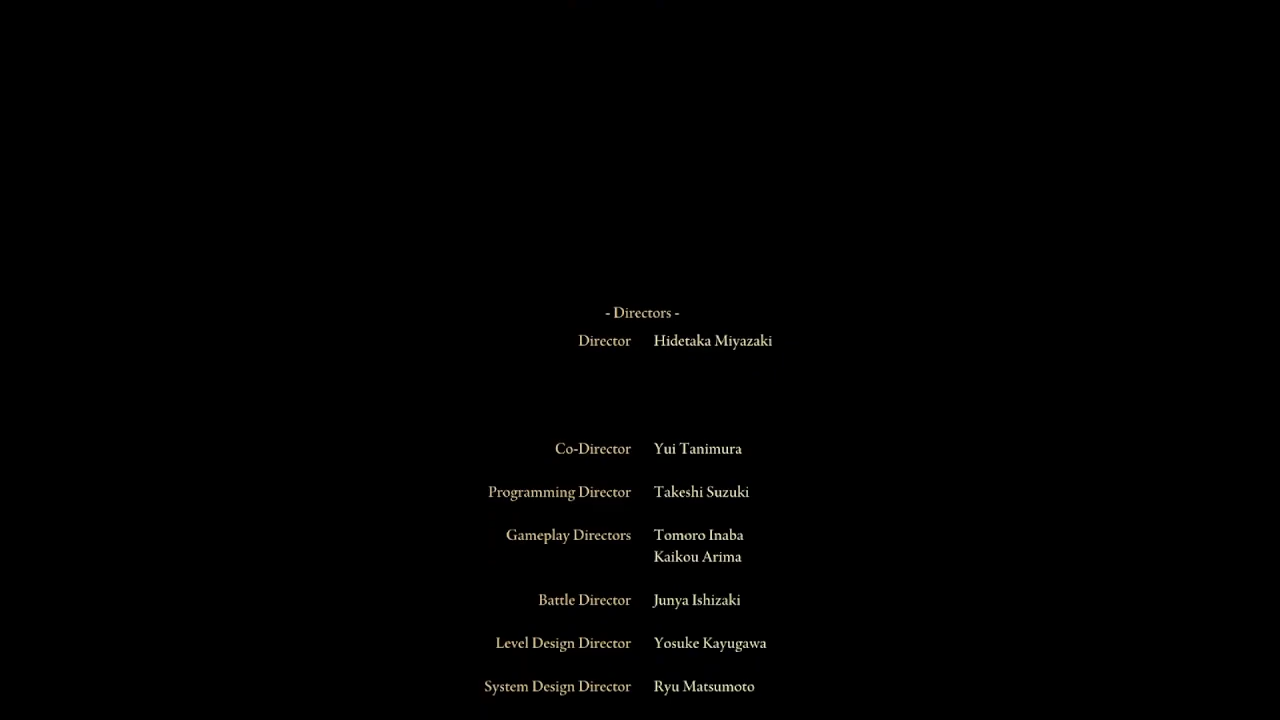 - Directors -
Director Hidetaka Miyazaki
Co-Director Yui Tanimura
Programming Director Takeshi Suzuki
Gameplay Directors Tomoro Inaba
Kaikou Arima
Battle Director Junya Ishizaki
Level Design Director Yosuke Kayugawa
System Design Director Ryu Matsumoto